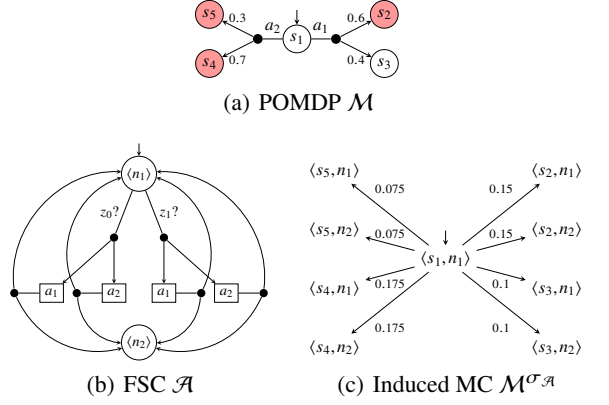 s5 0.3 a2 s1 a1 0.6 s2
s4 0.7 0.4 s3
(a) POMDP M
⟨n1⟩
z0? z1?
a1 a2 a1 a2
⟨n2⟩
(b) FSC A
⟨s5, n1⟩ 0.075 0.15 ⟨s2, n1⟩
⟨s5, n2⟩ 0.075 0.15 ⟨s2, n2⟩
⟨s1, n1⟩
⟨s4, n1⟩ 0.175 0.1 ⟨s3, n1⟩
⟨s4, n2⟩ 0.175 0.1 ⟨s3, n2⟩
(c) Induced MC M^σA